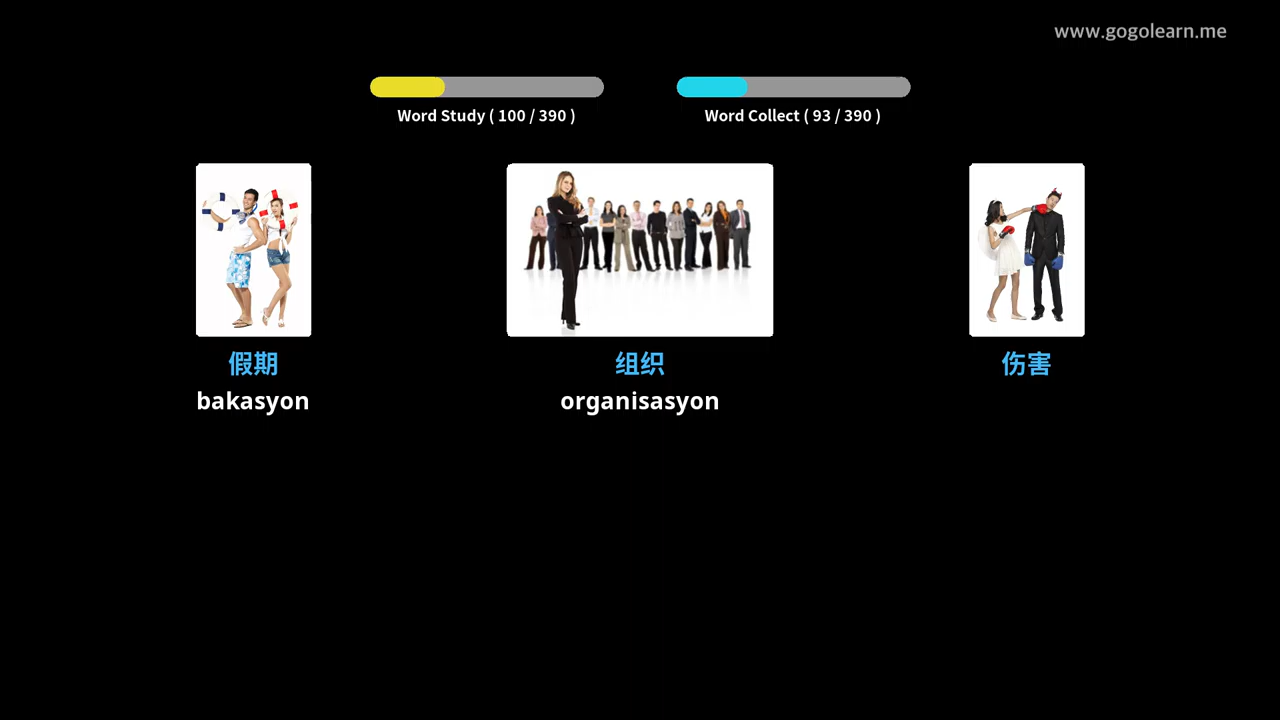 www.gogolearn.me
Word Study ( 100 / 390 )
Word Collect ( 93 / 390 )
假期
组织
伤害
bakasyon
organisasyon